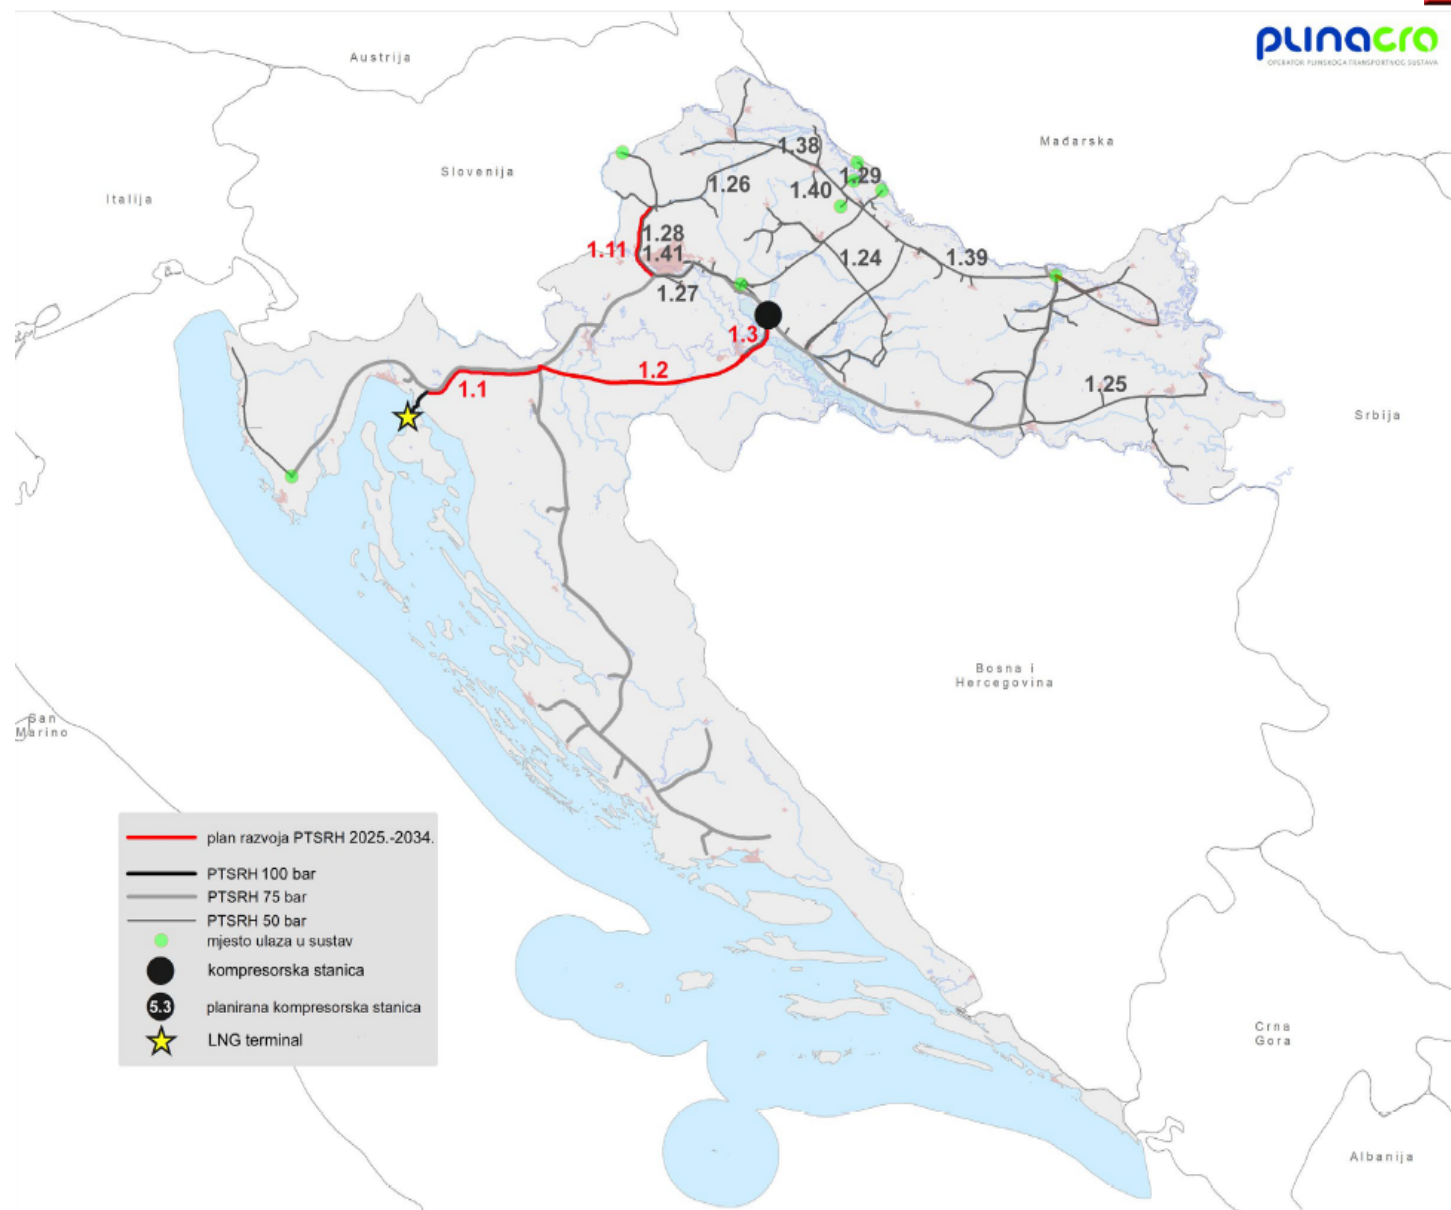 plinacro
OPERATOR PLINSKOGA TRANSPORTNOG SUSTAVA
Austrija
Mađarska
Slovenija
Italija
1.38
1.29
1.26
1.40
1.28
1.11
1.41
1.24
1.39
1.27
1.3
1.2
1.1
1.25
Srbija
Bosna i
Hercegovina
San
Marino
plan razvoja PTSRH 2025.-2034.
PTSRH 100 bar
PTSRH 75 bar
PTSRH 50 bar
mjesto ulaza u sustav
kompresorska stanica
5.3 planirana kompresorska stanica
LNG terminal
Crna
Gora
Albanija